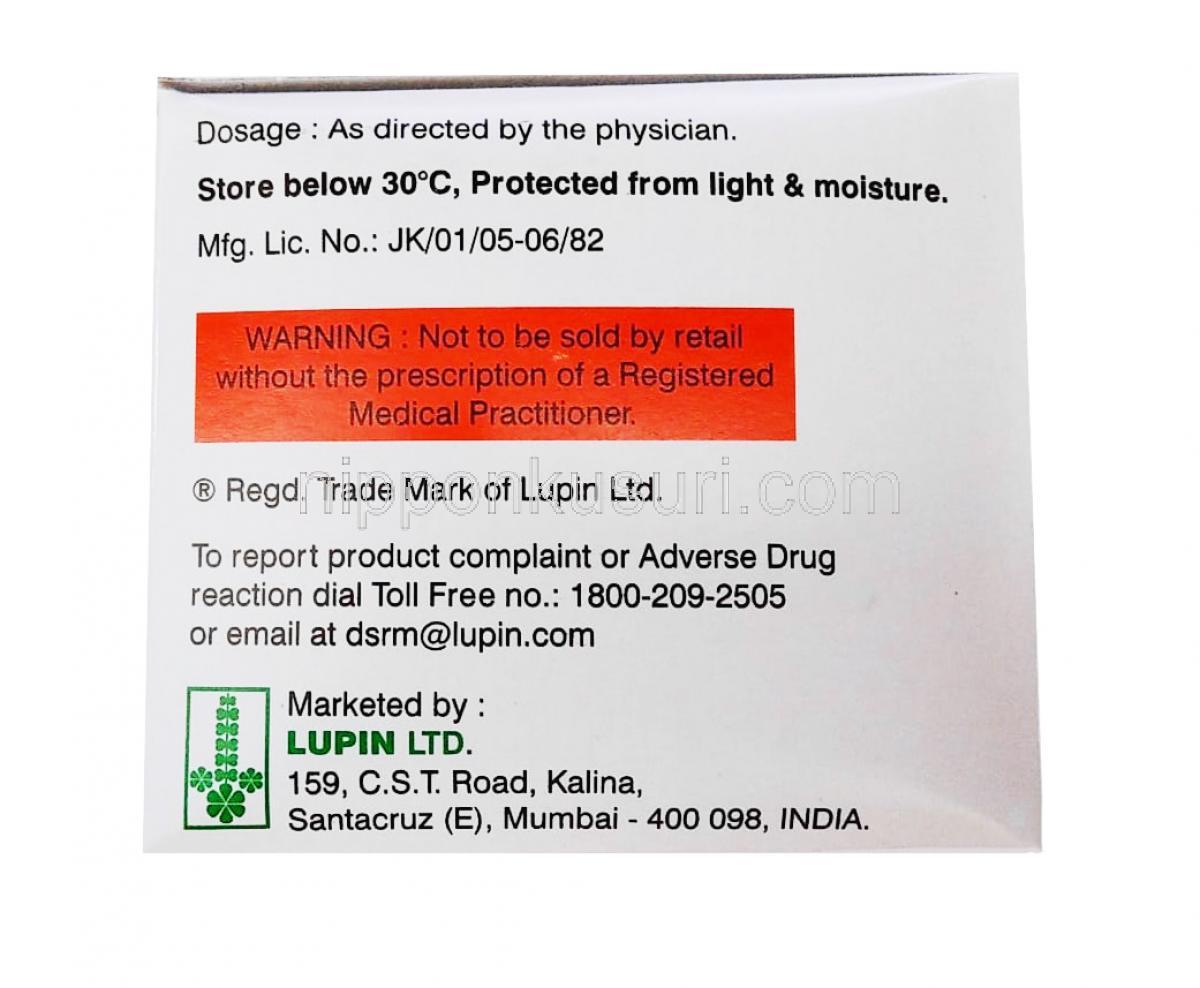 Dosage : As directed by the physician.
Store below 30°C, Protected from light & moisture.
Mfg. Lic. No.: JK/01/05-06/82
WARNING : Not to be sold by retail
without the prescription of a Registered
Medical Practitioner.
® Regd. Trade Mark of Lupin Ltd.
nipponkusuri.com
To report product complaint or Adverse Drug
reaction dial Toll Free no.: 1800-209-2505
or email at dsrm@lupin.com
Marketed by :
LUPIN LTD.
159, C.S.T. Road, Kalina,
Santacruz (E), Mumbai - 400 098, INDIA.